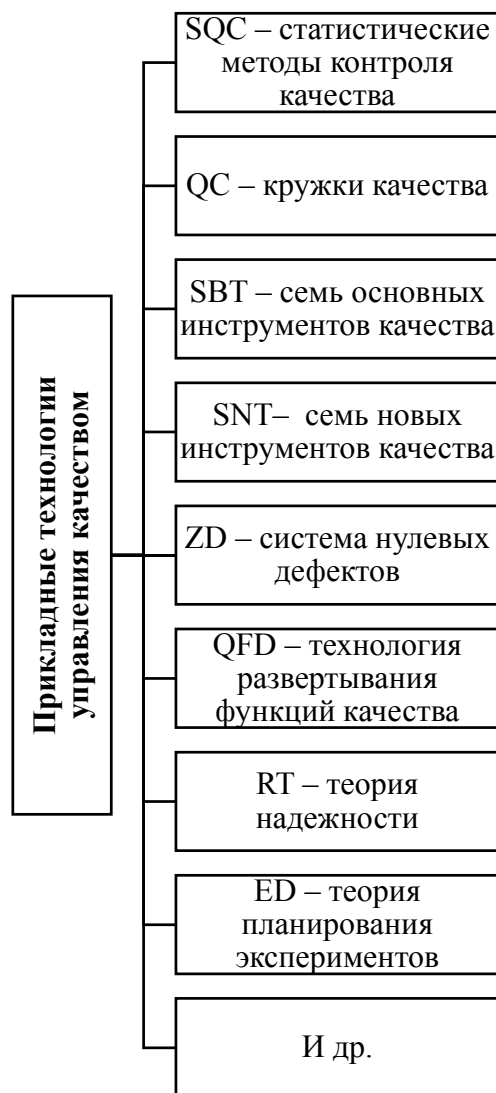 Прикладные технологии
управления качеством
SQC – статистические
методы контроля
качества
QC – кружки качества
SBT – семь основных
инструментов качества
SNT– семь новых
инструментов качества
ZD – система нулевых
дефектов
QFD – технология
развертывания
функций качества
RT – теория
надежности
ED – теория
планирования
экспериментов
И др.